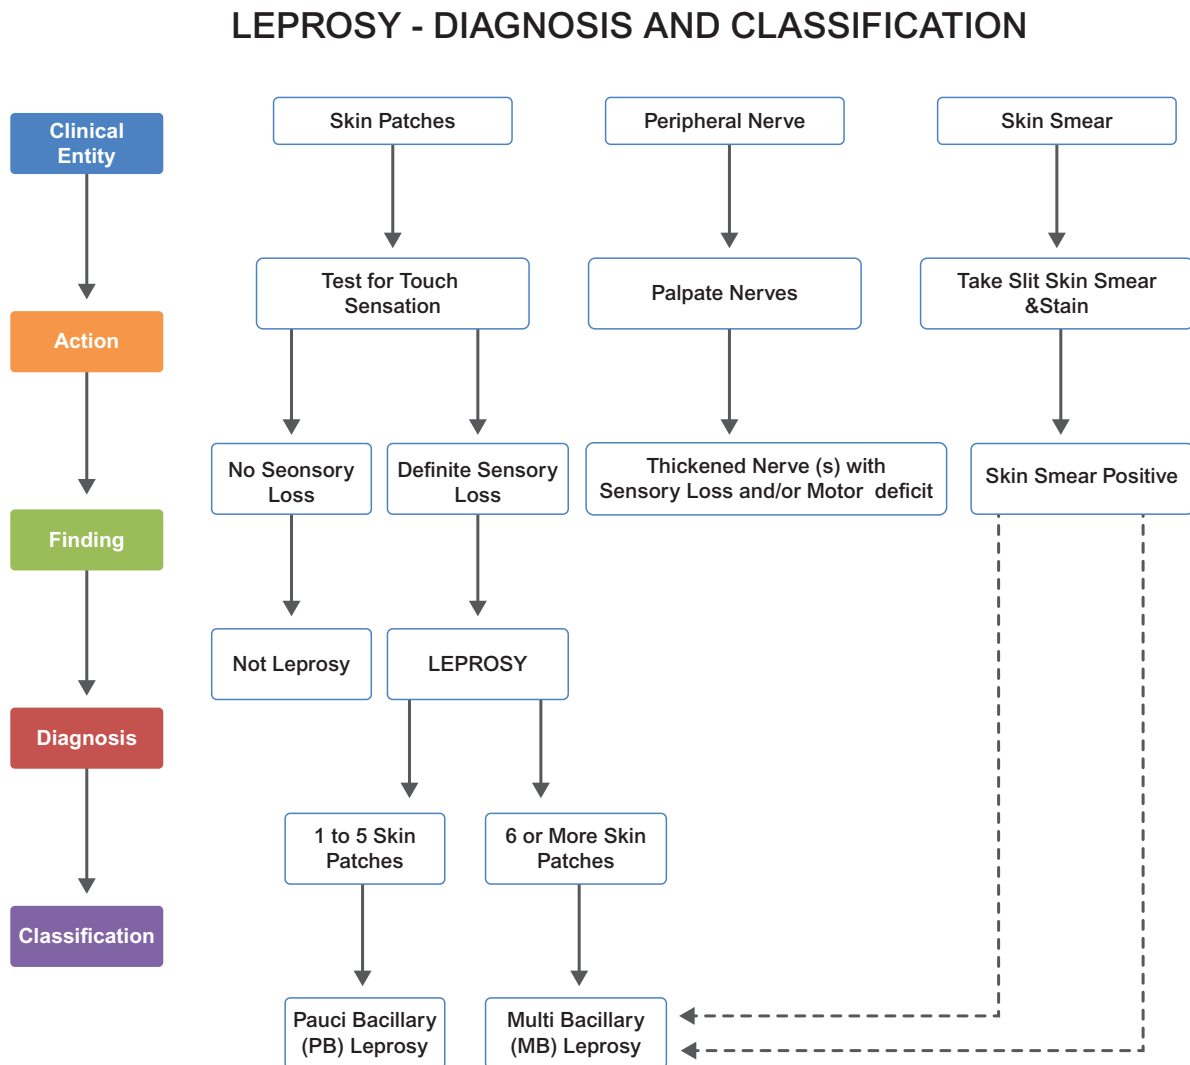 LEPROSY - DIAGNOSIS AND CLASSIFICATION
Clinical
Entity
Skin Patches
Peripheral Nerve
Skin Smear
Test for Touch
Sensation
Palpate Nerves
Take Slit Skin Smear
&Stain
Action
No Seonsory
Loss
Definite Sensory
Loss
Thickened Nerve (s) with
Sensory Loss and/or Motor deficit
Skin Smear Positive
Finding
Not Leprosy
LEPROSY
Diagnosis
1 to 5 Skin
Patches
6 or More Skin
Patches
Classification
Pauci Bacillary
(PB) Leprosy
Multi Bacillary
(MB) Leprosy